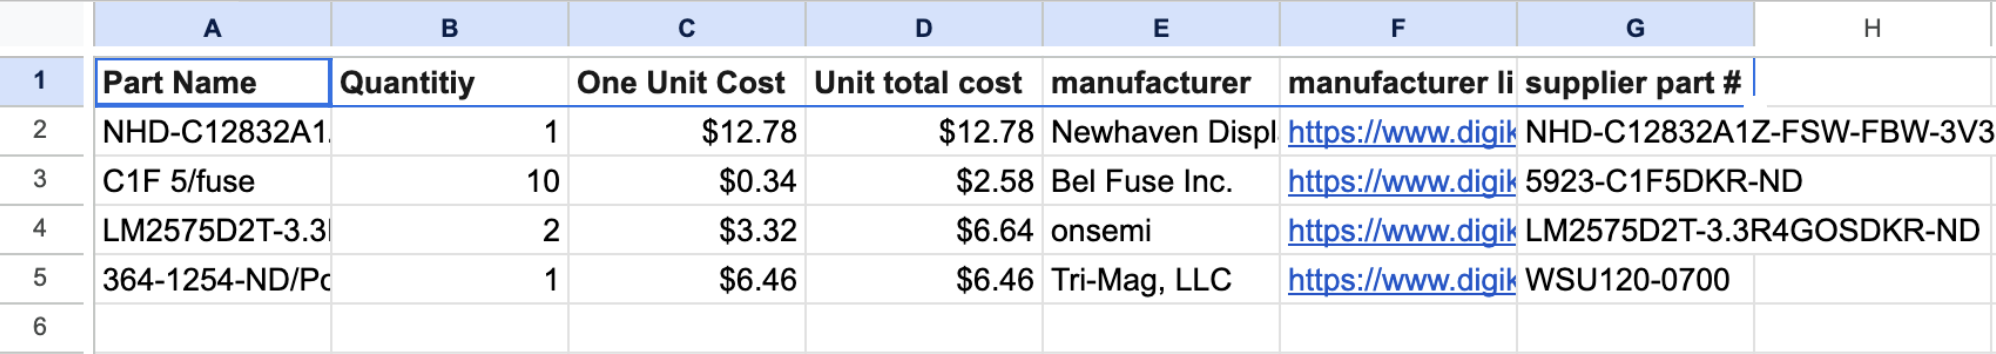 A B C D E F G H
1 Part Name Quantitiy One Unit Cost Unit total cost manufacturer manufacturer li supplier part #
2 NHD-C12832A1. 1 $12.78 $12.78 Newhaven Displ https://www.digik NHD-C12832A1Z-FSW-FBW-3V3
3 C1F 5/fuse 10 $0.34 $2.58 Bel Fuse Inc. https://www.digik 5923-C1F5DKR-ND
4 LM2575D2T-3.3 2 $3.32 $6.64 onsemi https://www.digik LM2575D2T-3.3R4GOSDKR-ND
5 364-1254-ND/Po 1 $6.46 $6.46 Tri-Mag, LLC https://www.digik WSU120-0700
6